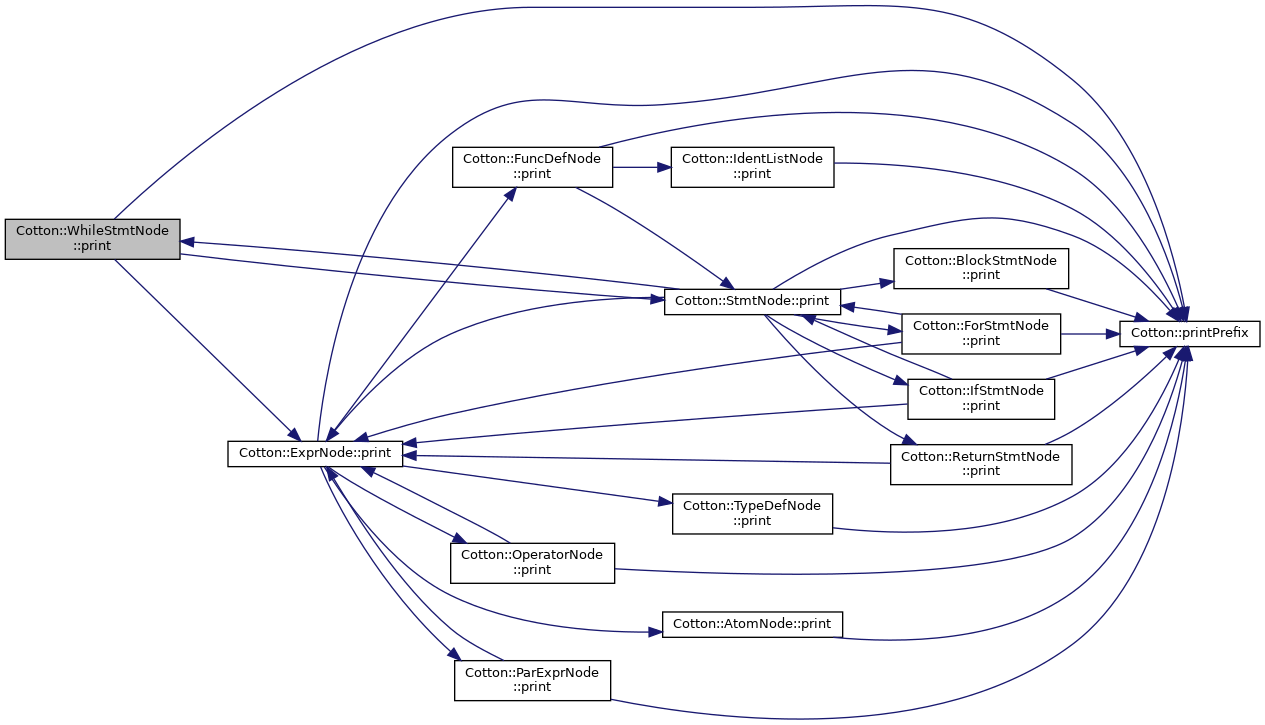 Cotton::WhileStmtNode
::print
Cotton::FuncDefNode
::print
Cotton::IdentListNode
::print
Cotton::StmtNode::print
Cotton::BlockStmtNode
::print
Cotton::ForStmtNode
::print
Cotton::printPrefix
Cotton::IfStmtNode
::print
Cotton::ExprNode::print
Cotton::ReturnStmtNode
::print
Cotton::TypeDefNode
::print
Cotton::OperatorNode
::print
Cotton::AtomNode::print
Cotton::ParExprNode
::print